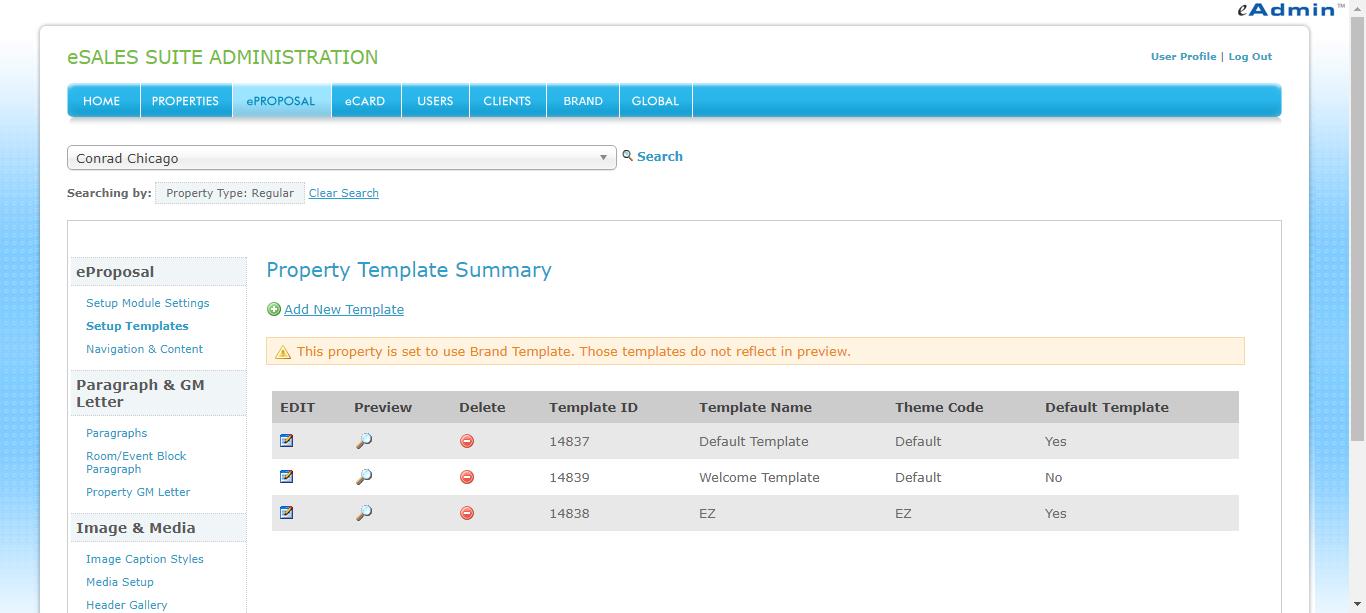 eAdmin™
eSALES SUITE ADMINISTRATION
User Profile | Log Out
HOME PROPERTIES ePROPOSAL eCARD USERS CLIENTS BRAND GLOBAL
Conrad Chicago
Search
Searching by: Property Type: Regular Clear Search
eProposal
Setup Module Settings
Setup Templates
Navigation & Content
Paragraph & GM
Letter
Paragraphs
Room/Event Block
Paragraph
Property GM Letter
Image & Media
Image Caption Styles
Media Setup
Header Gallery
Property Template Summary
Add New Template
This property is set to use Brand Template. Those templates do not reflect in preview.
EDIT Preview Delete Template ID Template Name Theme Code Default Template
14837 Default Template Default Yes
14839 Welcome Template Default No
14838 EZ EZ Yes